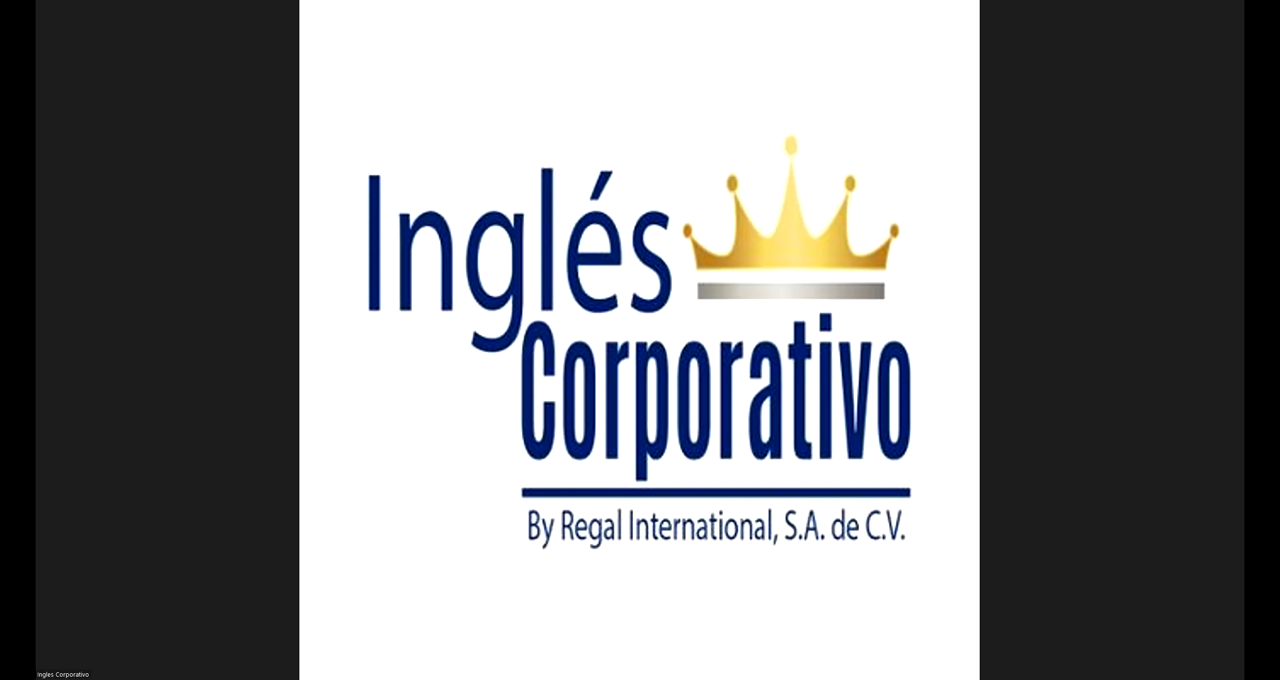 Inglés
Corporativo
By Regal International, S.A. de C.V.
Ingles Corporativo